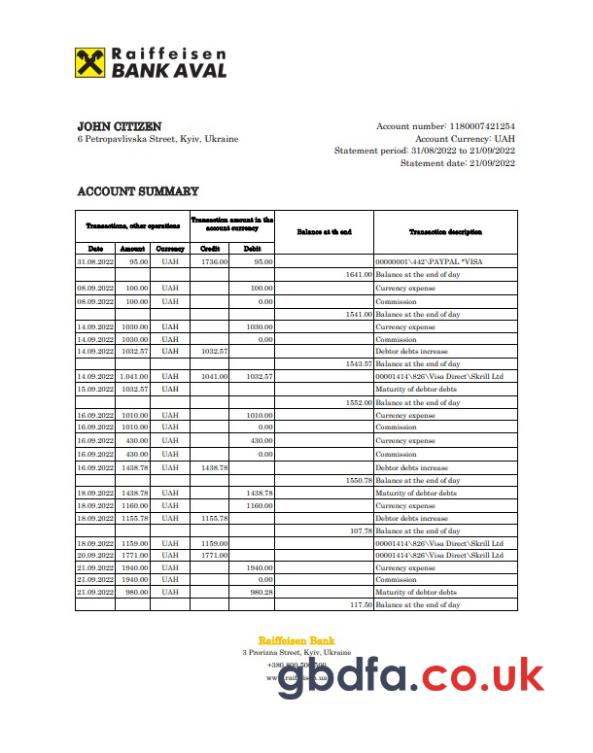 Raiffeisen
BANK AVAL
JOHN CITIZEN
6 Petropavlivska Street, Kyiv, Ukraine
Account number: 1180007421254
Account Currency: UAH
Statement period: 31/08/2022 to 21/09/2022
Statement date: 21/09/2022
ACCOUNT SUMMARY
Transactions, other operations Transaction amount in the account currency Balance at th end Transaction description
Date Amount Currency Credit Debit
31.08.2022 95.00 UAH 1736.00 95.00 00000001\442\PAYPAL *VISA
1641.00 Balance at the end of day
08.09.2022 100.00 UAH 100.00 Currency expense
08.09.2022 100.00 UAH 0.00 Commission
1541.00 Balance at the end of day
14.09.2022 1030.00 UAH 1030.00 Currency expense
14.09.2022 1030.00 UAH 0.00 Commission
14.09.2022 1032.57 UAH 1032.57 Debtor debts increase
1543.57 Balance at the end of day
14.09.2022 1.041.00 UAH 1041.00 1032.57 00001414\826\Visa Direct\Skrill Ltd
15.09.2022 1032.57 UAH Maturity of debtor debts
1552.00 Balance at the end of day
16.09.2022 1010.00 UAH 1010.00 Currency expense
16.09.2022 1010.00 UAH 0.00 Commission
16.09.2022 430.00 UAH 430.00 Currency expense
16.09.2022 430.00 UAH 0.00 Commission
16.09.2022 1438.78 UAH 1438.78 Debtor debts increase
1550.78 Balance at the end of day
18.09.2022 1438.78 UAH 1438.78 Maturity of debtor debts
18.09.2022 1160.00 UAH 1160.00 Currency expense
18.09.2022 1155.78 UAH 1155.78 Debtor debts increase
107.78 Balance at the end of day
18.09.2022 1159.00 UAH 1159.00 00001414\826\Visa Direct\Skrill Ltd
20.09.2022 1771.00 UAH 1771.00 00001414\826\Visa Direct\Skrill Ltd
21.09.2022 1940.00 UAH 1940.00 Currency expense
21.09.2022 1940.00 UAH 0.00 Commission
21.09.2022 980.00 UAH 980.28 Maturity of debtor debts
117.50 Balance at the end of day
Raiffeisen Bank
3 Prorizna Street, Kyiv, Ukraine
gbdfa.co.uk